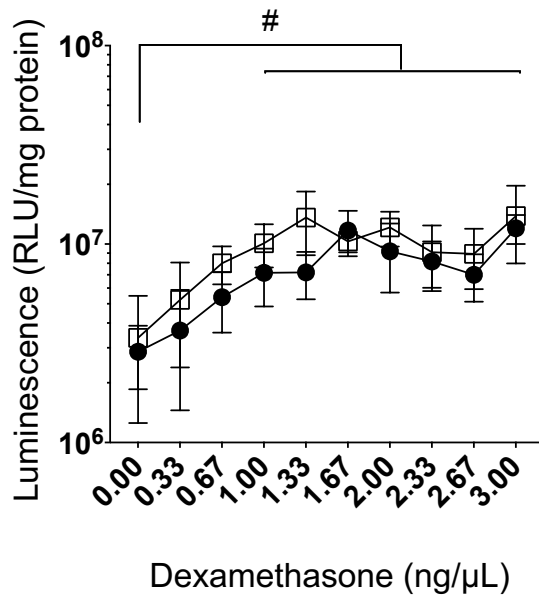 #
10⁸
10⁷
10⁶
Luminescence (RLU/mg protein)
0.00 0.33 0.67 1.00 1.33 1.67 2.00 2.33 2.67 3.00
Dexamethasone (ng/µL)